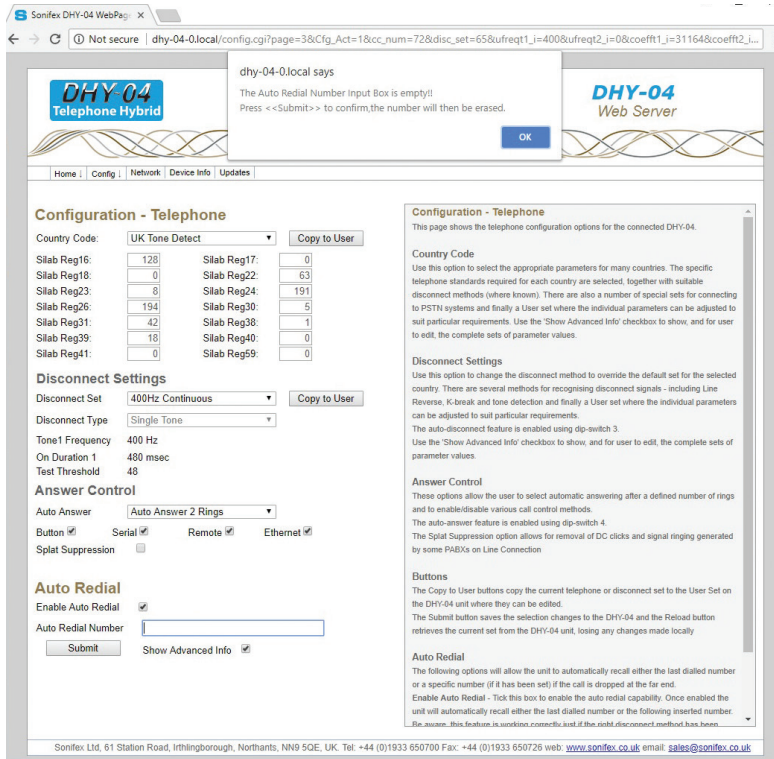 Sonifex DHY-04 WebPage
Not secure | dhy-04-0.local/config.cgi?page=3&Cfg_Act=1&cc_num=72&disc_set=65&ufreqt1_i=400&ufreqt2_i=0&coefft1_i=31164&coefft2_i...
dhy-04-0.local says
The Auto Redial Number Input Box is empty!!
Press <<Submit>> to confirm,the number will then be erased.
OK
DHY-04
Telephone Hybrid
DHY-04
Web Server
Home ↓ Config ↓ Network Device Info Updates
Configuration - Telephone
Country Code: UK Tone Detect Copy to User
Silab Reg16: 128 Silab Reg17: 0
Silab Reg18: 0 Silab Reg22: 63
Silab Reg23: 8 Silab Reg24: 191
Silab Reg26: 194 Silab Reg30: 5
Silab Reg31: 42 Silab Reg38: 1
Silab Reg39: 18 Silab Reg40: 0
Silab Reg41: 0 Silab Reg59: 0
Disconnect Settings
Disconnect Set 400Hz Continuous Copy to User
Disconnect Type Single Tone
Tone1 Frequency 400 Hz
On Duration 1 480 msec
Test Threshold 48
Answer Control
Auto Answer Auto Answer 2 Rings
Button Serial Remote Ethernet
Splat Suppression
Auto Redial
Enable Auto Redial
Auto Redial Number
Submit Show Advanced Info
Configuration - Telephone
This page shows the telephone configuration options for the connected DHY-04.
Country Code
Use this option to select the appropriate parameters for many countries. The specific
telephone standards required for each country are selected, together with suitable
disconnect methods (where known). There are also a number of special sets for connecting
to PSTN systems and finally a User set where the individual parameters can be adjusted to
suit particular requirements. Use the 'Show Advanced Info' checkbox to show, and for user
to edit, the complete sets of parameter values.
Disconnect Settings
Use this option to change the disconnect method to override the default set for the selected
country. There are several methods for recognising disconnect signals - including Line
Reverse, K-break and tone detection and finally a User set where the individual parameters
can be adjusted to suit particular requirements.
The auto-disconnect feature is enabled using dip-switch 3.
Use the 'Show Advanced Info' checkbox to show, and for user to edit, the complete sets of
parameter values.
Answer Control
These options allow the user to select automatic answering after a defined number of rings
and to enable/disable various call control methods.
The auto-answer feature is enabled using dip-switch 4.
The Splat Suppression option allows for removal of DC clicks and signal ringing generated
by some PABXs on Line Connection
Buttons
The Copy to User buttons copy the current telephone or disconnect set to the User Set on
the DHY-04 unit where they can be edited.
The Submit button saves the selection changes to the DHY-04 and the Reload button
retrieves the current set from the DHY-04 unit, losing any changes made locally
Auto Redial
The following options will allow the unit to automatically recall either the last dialled number
or a specific number (if it has been set) if the call is dropped at the far end.
Enable Auto Redial - Tick this box to enable the auto redial capability. Once enabled the
unit will automatically recall either the last dialled number or the following inserted number.
Be aware, this feature is working correctly just if the right disconnect method has been
Sonifex Ltd, 61 Station Road, Irthlingborough, Northants, NN9 5QE, UK. Tel: +44 (0)1933 650700 Fax: +44 (0)1933 650726 web: www.sonifex.co.uk email: sales@sonifex.co.uk